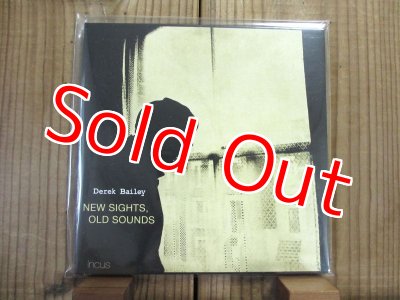 Sold Out
Derek Bailey
NEW SIGHTS,
OLD SOUNDS
incus